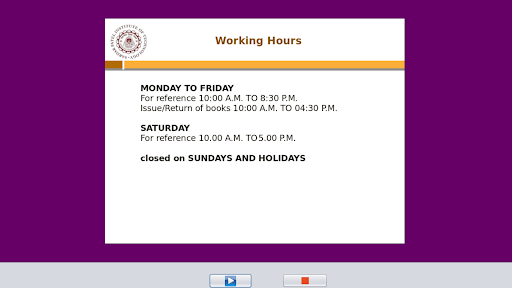 Working Hours
MONDAY TO FRIDAY
For reference 10:00 A.M. TO 8:30 P.M.
Issue/Return of books 10:00 A.M. TO 04:30 P.M.
SATURDAY
For reference 10.00 A.M. TO5.00 P.M.
closed on SUNDAYS AND HOLIDAYS